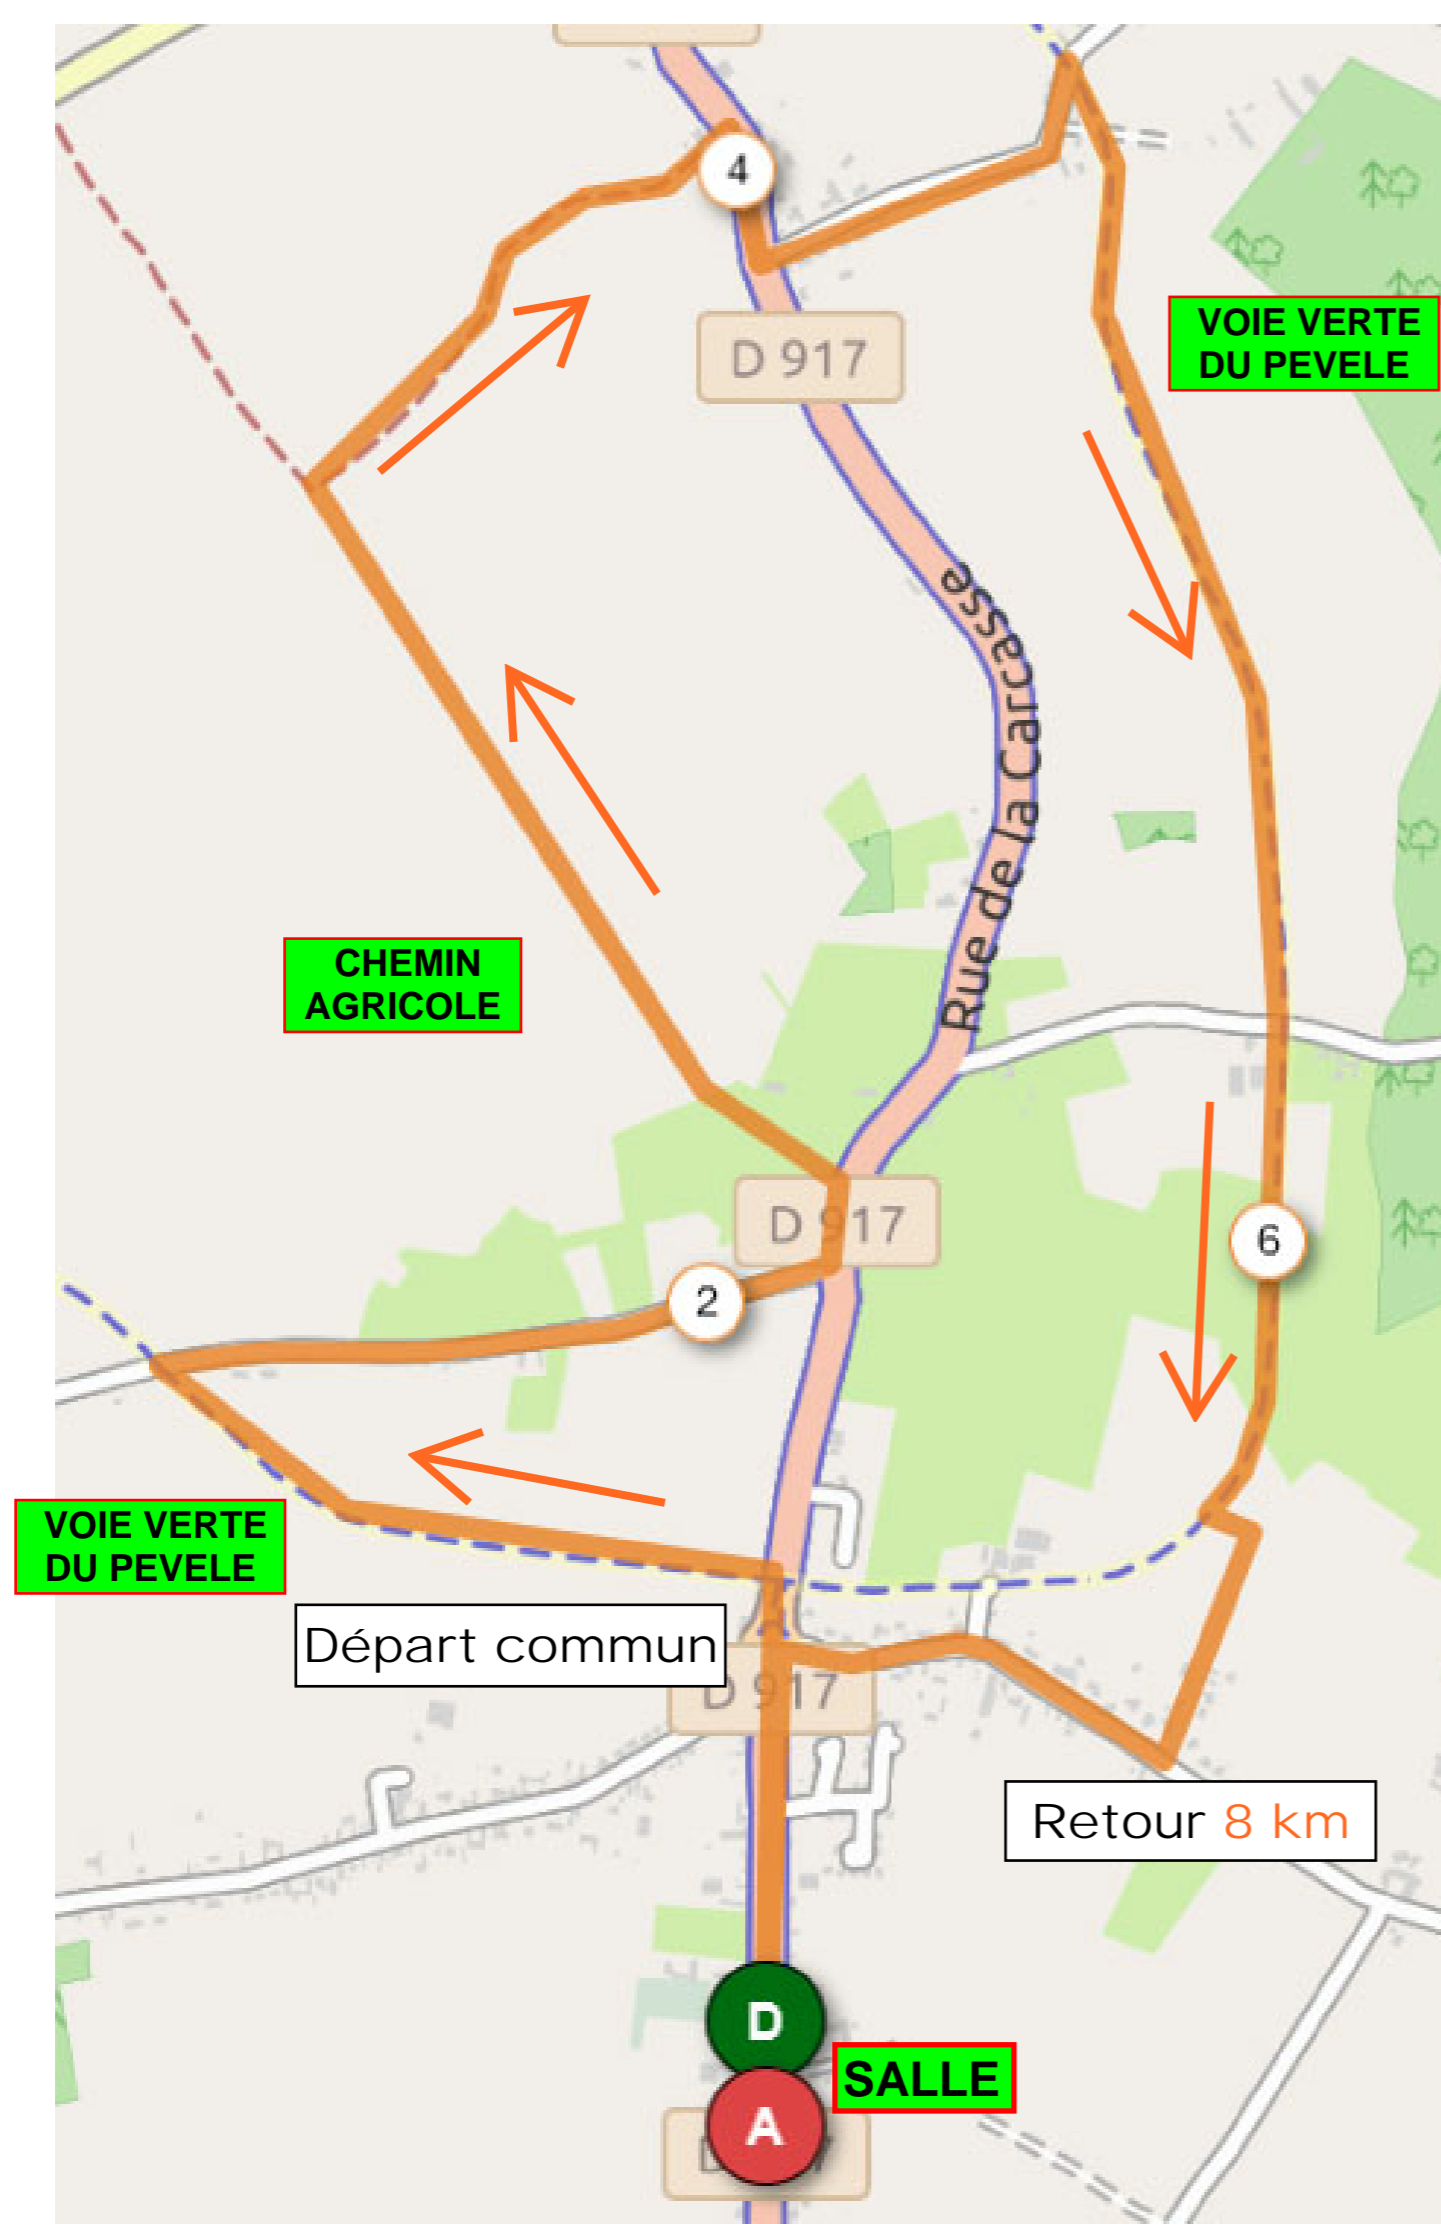 4
VOIE VERTE
DU PEVELE
D 917
Rue de la Carcasse
CHEMIN
AGRICOLE
D 917
6
2
VOIE VERTE
DU PEVELE
Départ commun
D 917
Retour 8 km
D
SALLE
A